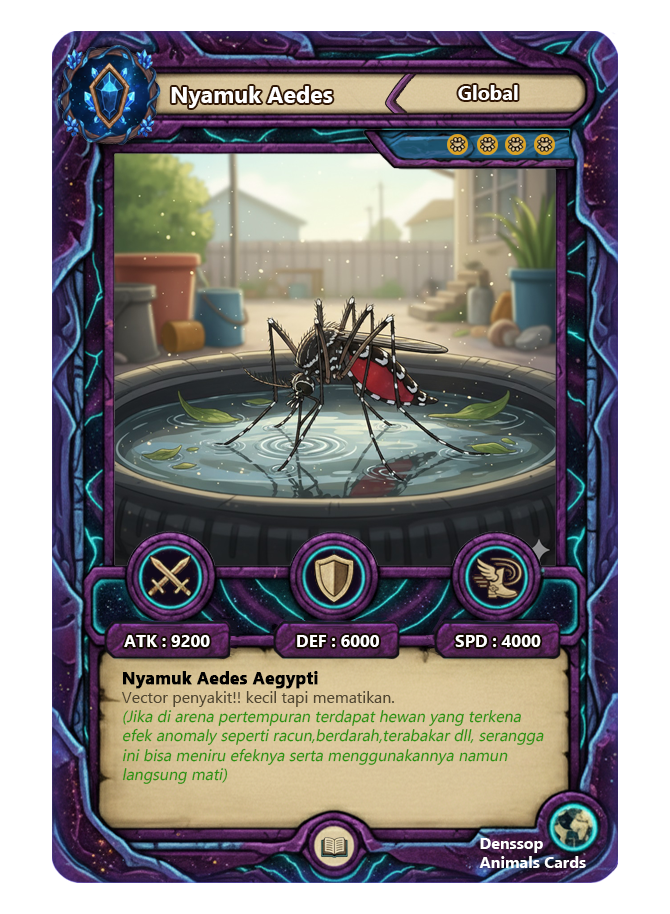 Nyamuk Aedes
Global
ATK : 9200
DEF : 6000
SPD : 4000
Nyamuk Aedes Aegypti
Vector penyakit!! kecil tapi mematikan.
(Jika di arena pertempuran terdapat hewan yang terkena
efek anomaly seperti racun,berdarah,terabakar dll, serangga
ini bisa meniru efeknya serta menggunakannya namun
langsung mati)
Denssop
Animals Cards